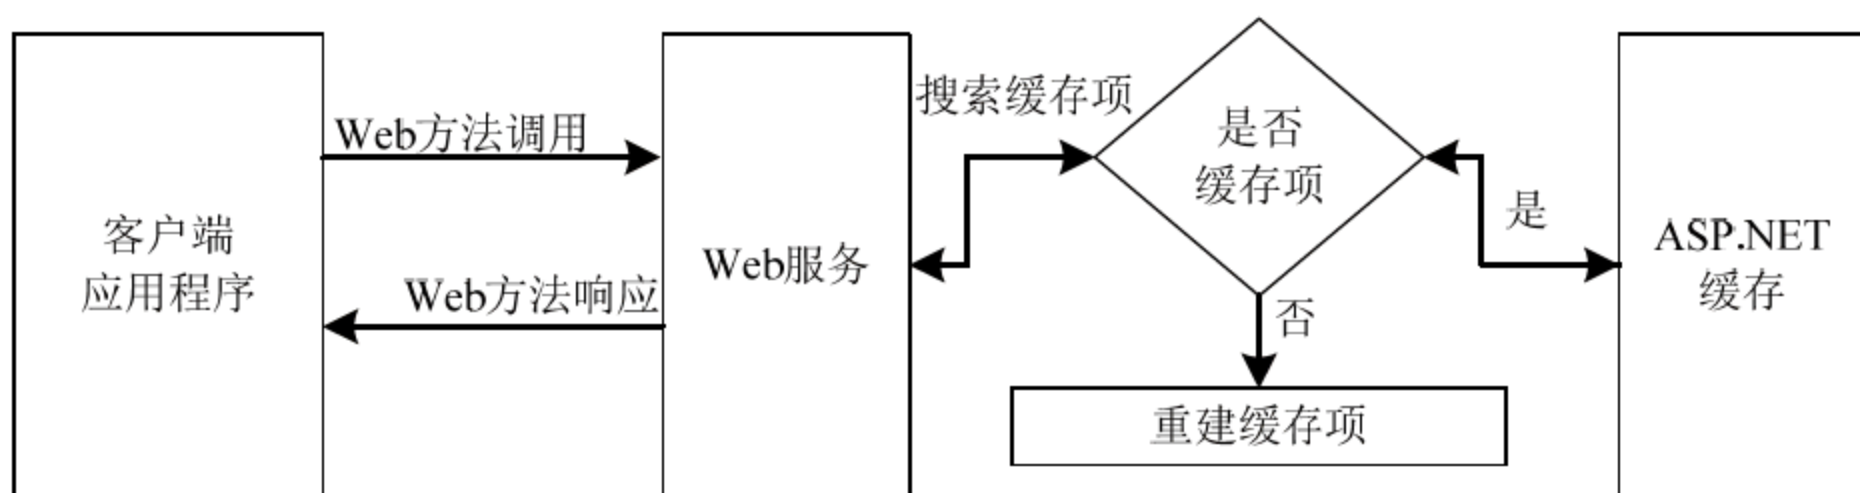 客户端
应用程序
Web方法调用
Web方法响应
Web服务
搜索缓存项
是否
缓存项
是
否
重建缓存项
ASP.NET
缓存